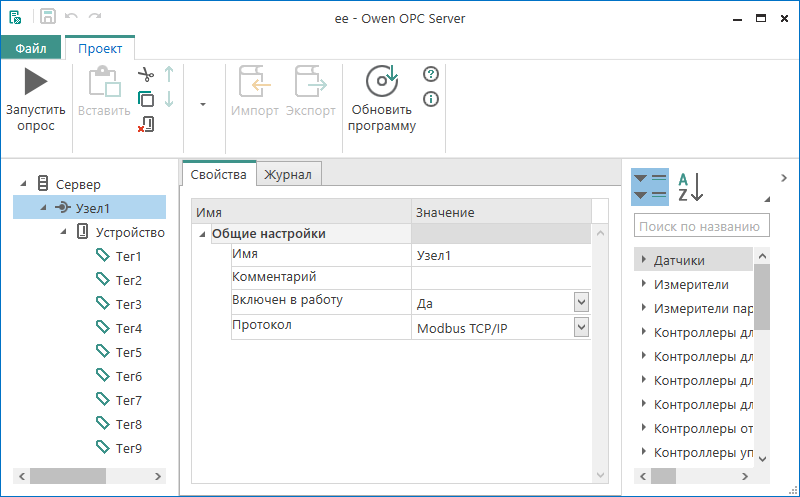 ee - Owen OPC Server
Файл
Проект
Запустить опрос
Вставить
Импорт
Экспорт
Обновить программу
Сервер
Узел1
Устройство
Тег1
Тег2
Тег3
Тег4
Тег5
Тег6
Тег7
Тег8
Тег9
Свойства
Журнал
Имя Значение
Общие настройки
Имя Узел1
Комментарий
Включен в работу Да
Протокол Modbus TCP/IP
A
Z
Поиск по названию
Датчики
Измерители
Измерители пар
Контроллеры дл
Контроллеры дл
Контроллеры дл
Контроллеры дл
Контроллеры от
Контроллеры уп